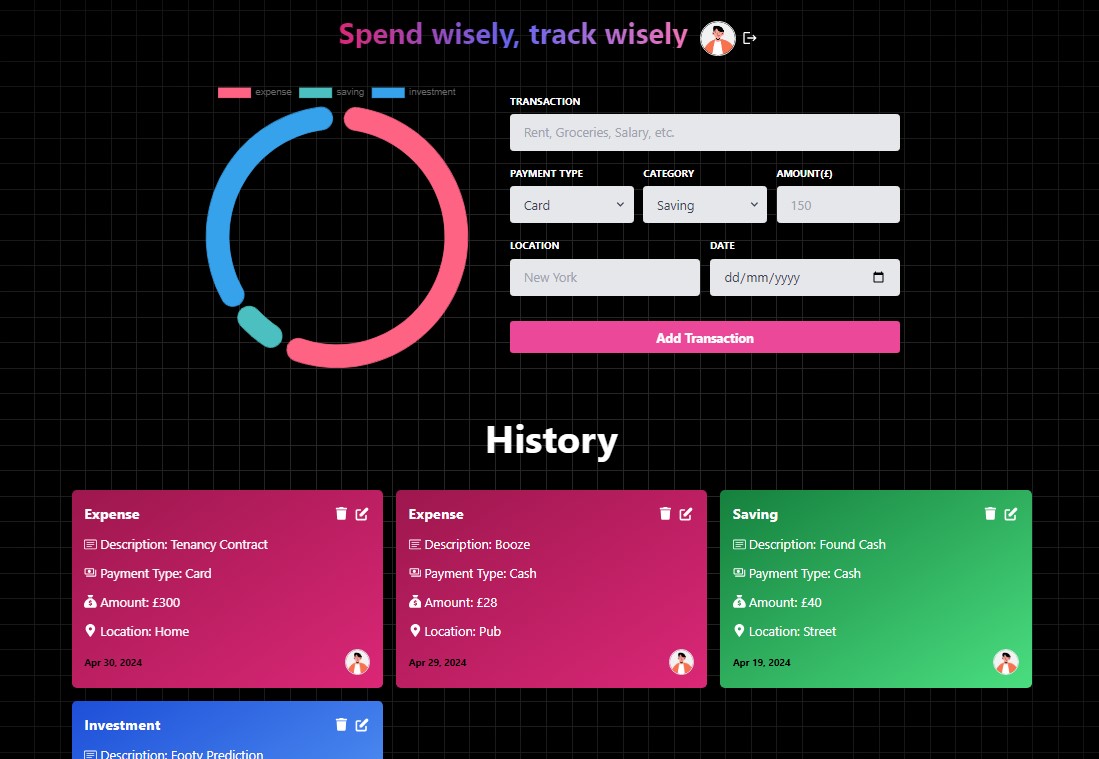 Spend wisely, track wisely
expense saving investment
TRANSACTION
Rent, Groceries, Salary, etc.
PAYMENT TYPE CATEGORY AMOUNT(£)
Card Saving 150
LOCATION DATE
New York dd/mm/yyyy
Add Transaction
History
Expense
Description: Tenancy Contract
Payment Type: Card
Amount: £300
Location: Home
Apr 30, 2024
Expense
Description: Booze
Payment Type: Cash
Amount: £28
Location: Pub
Apr 29, 2024
Saving
Description: Found Cash
Payment Type: Cash
Amount: £40
Location: Street
Apr 19, 2024
Investment
Description: Footy Prediction